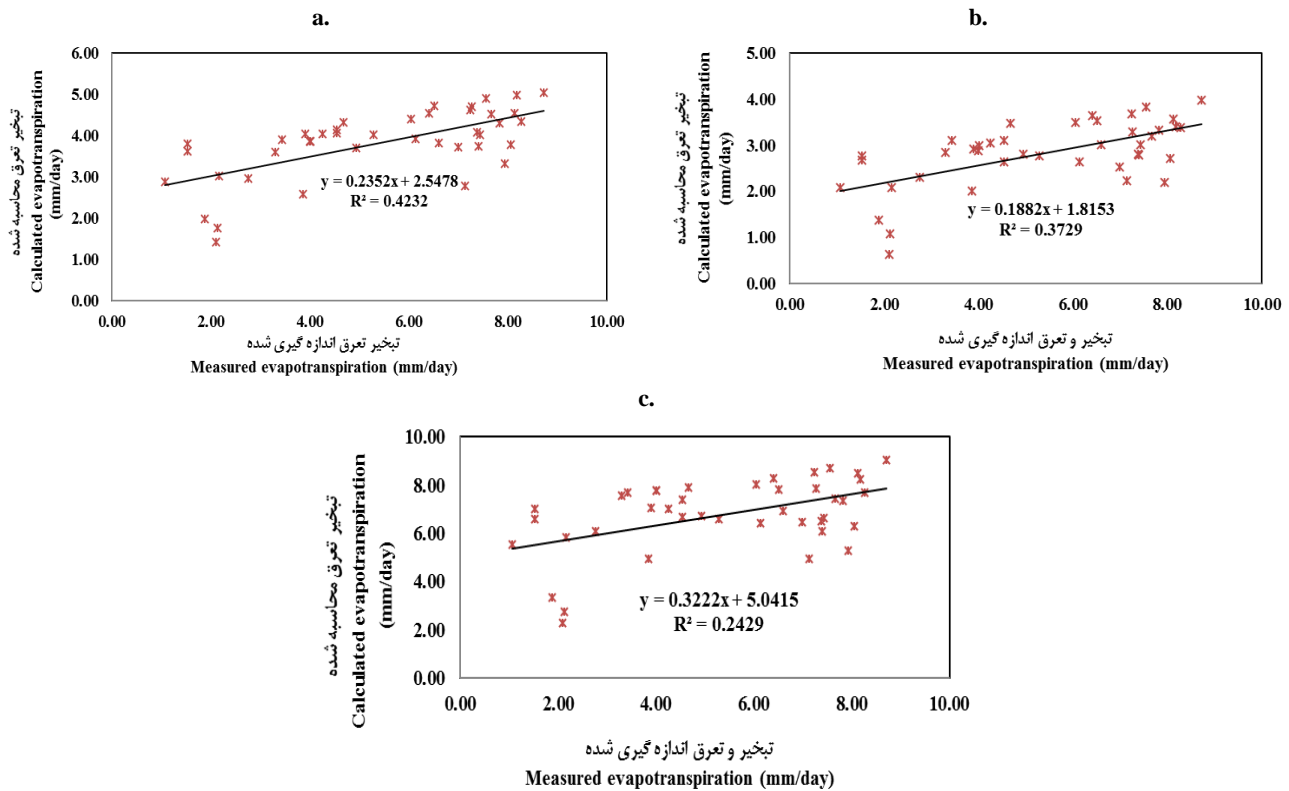 a.
تبخیر تعرق محاسبه شده
Calculated evapotranspiration
(mm/day)
6.00
5.00
4.00
3.00
2.00
1.00
0.00
y = 0.2352x + 2.5478
R² = 0.4232
0.00 2.00 4.00 6.00 8.00 10.00
تبخیر تعرق اندازه گیری شده
Measured evapotranspiration (mm/day)
b.
تبخیر تعرق محاسبه شده
Calculated evapotranspiration
(mm/day)
5.00
4.00
3.00
2.00
1.00
0.00
y = 0.1882x + 1.8153
R² = 0.3729
0.00 2.00 4.00 6.00 8.00 10.00
تبخیر و تعرق اندازه گیری شده
Measured evapotranspiration (mm/day)
c.
تبخیر تعرق محاسبه شده
Calculated evapotranspiration
(mm/day)
10.00
8.00
6.00
4.00
2.00
0.00
y = 0.3222x + 5.0415
R² = 0.2429
0.00 2.00 4.00 6.00 8.00 10.00
تبخیر و تعرق اندازه گیری شده
Measured evapotranspiration (mm/day)